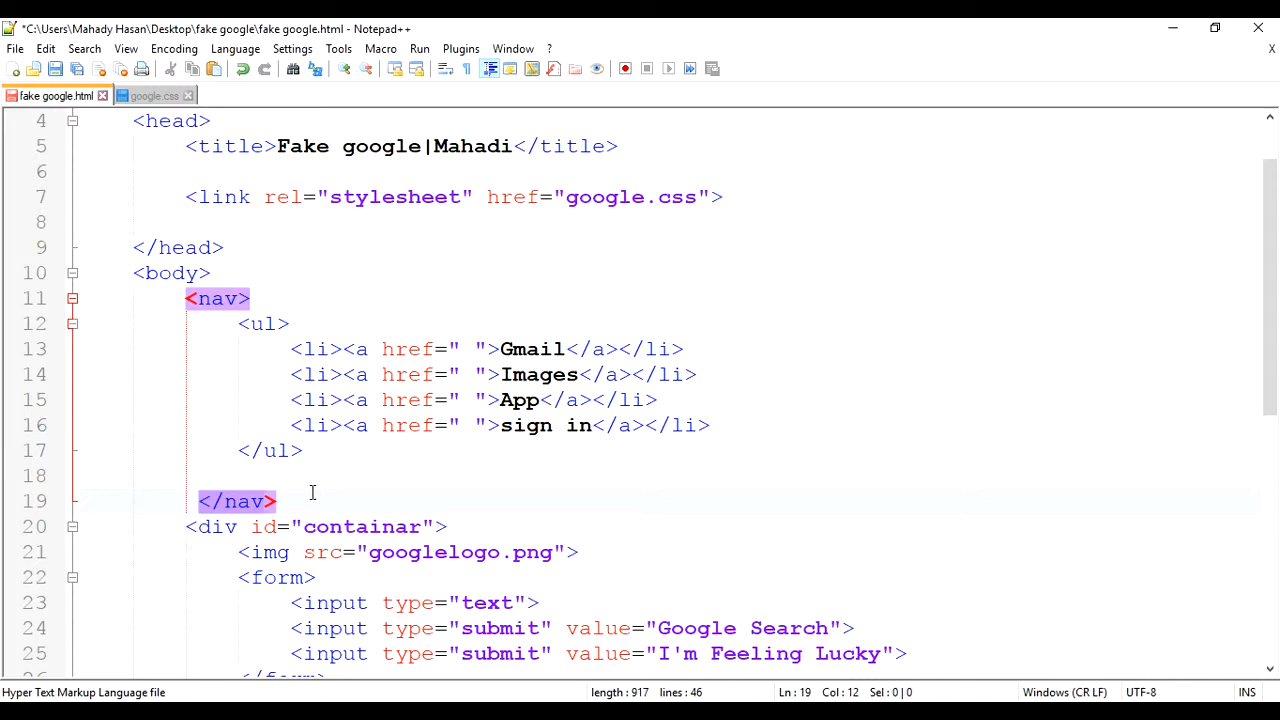 *C:\Users\Mahady Hasan\Desktop\fake google\fake google.html - Notepad++
File Edit Search View Encoding Language Settings Tools Macro Run Plugins Window ? X
fake google.html google.css
4 <head>
5 <title>Fake google|Mahadi</title>
6
7 <link rel="stylesheet" href="google.css">
8
9 </head>
10 <body>
11 <nav>
12 <ul>
13 <li><a href=" ">Gmail</a></li>
14 <li><a href=" ">Images</a></li>
15 <li><a href=" ">App</a></li>
16 <li><a href=" ">sign in</a></li>
17 </ul>
18
19 </nav>
20 <div id="containar">
21 <img src="googlelogo.png">
22 <form>
23 <input type="text">
24 <input type="submit" value="Google Search">
25 <input type="submit" value="I'm Feeling Lucky">
26 </form>
Hyper Text Markup Language file length : 917 lines : 46 Ln : 19 Col : 12 Sel : 0 | 0 Windows (CR LF) UTF-8 INS